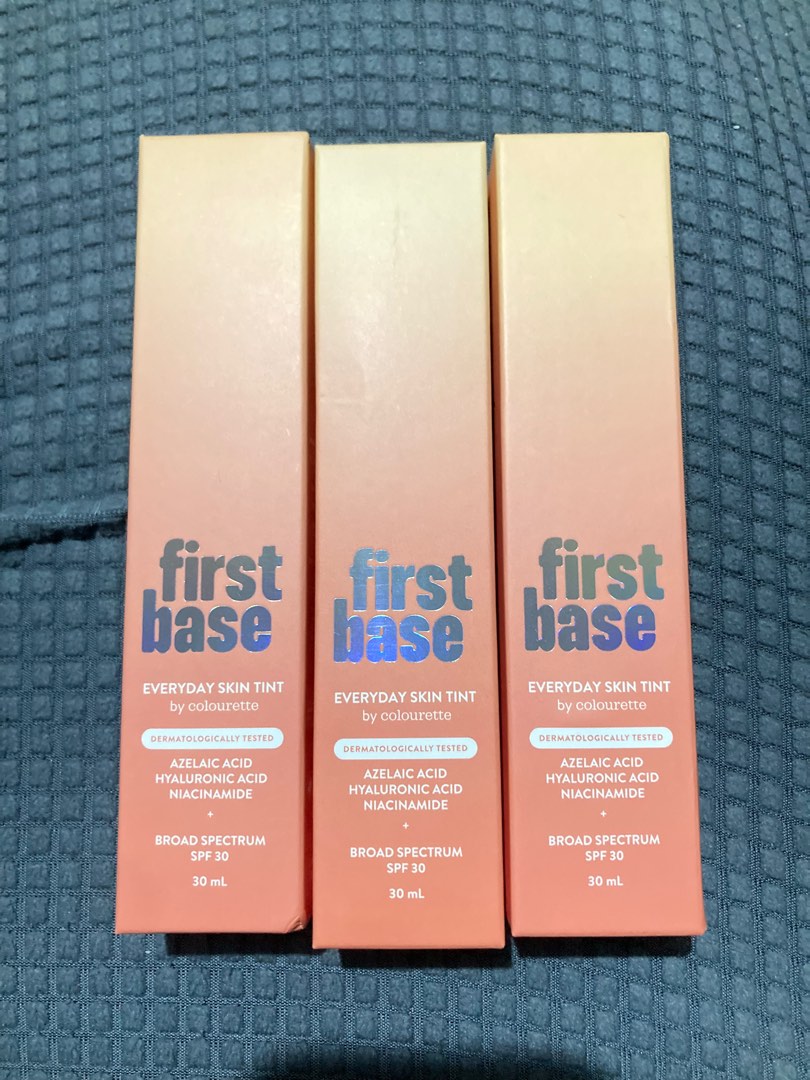 first
base
EVERYDAY SKIN TINT
by colourette
DERMATOLOGICALLY TESTED
AZELAIC ACID
HYALURONIC ACID
NIACINAMIDE
+
BROAD SPECTRUM
SPF 30
30 mL
first
base
EVERYDAY SKIN TINT
by colourette
DERMATOLOGICALLY TESTED
AZELAIC ACID
HYALURONIC ACID
NIACINAMIDE
+
BROAD SPECTRUM
SPF 30
30 mL
first
base
EVERYDAY SKIN TINT
by colourette
DERMATOLOGICALLY TESTED
AZELAIC ACID
HYALURONIC ACID
NIACINAMIDE
+
BROAD SPECTRUM
SPF 30
30 mL